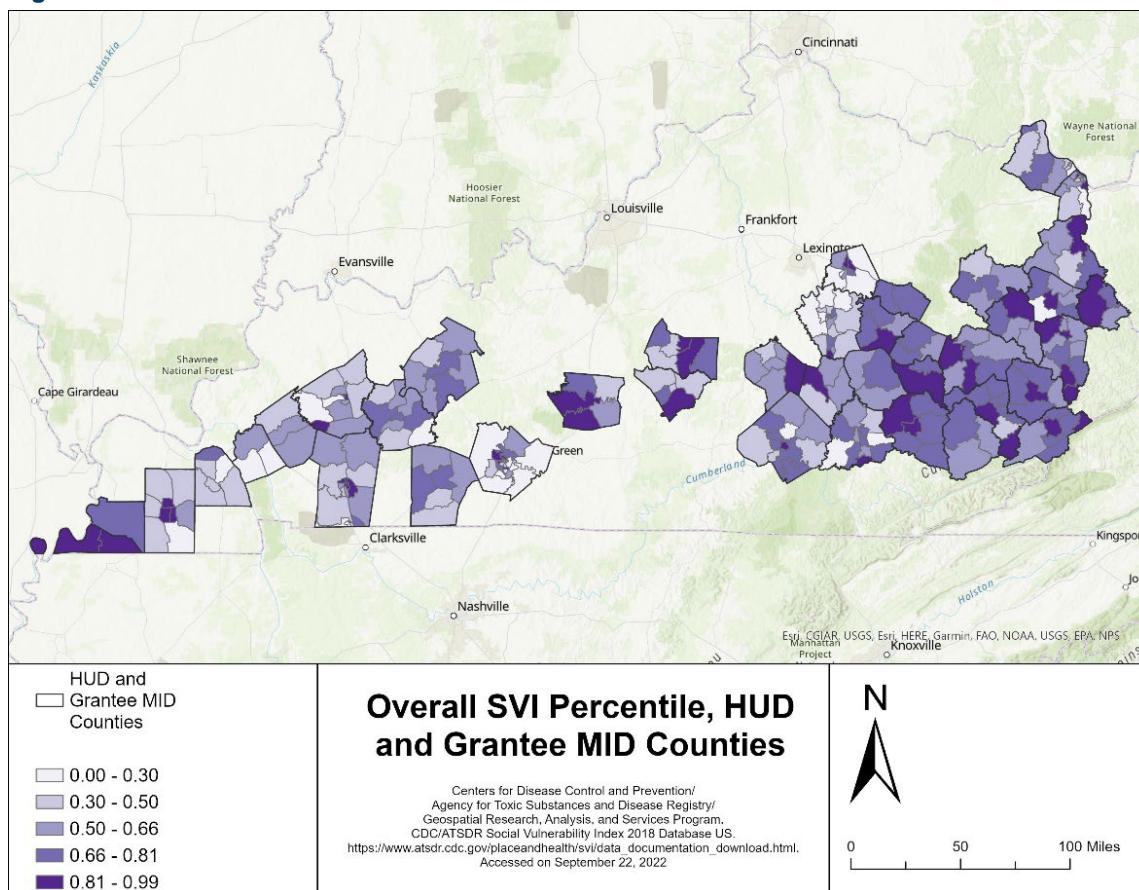 Kaskaskia
Cincinnati
Wayne National
Forest
Hoosier
National Forest
Louisville
Frankfort
Lexington
Evansville
Shawnee
National Forest
Cape Girardeau
Green
Cumberland
Clarksville
Kingspor
Holston
Nashville
Esri, CGIAR, USGS, Esri, HERE, Garmin, FAO, NOAA, USGS, EPA, NPS
Manhattan
Project
Knoxville
HUD and
Grantee MID
Counties
0.00 - 0.30
0.30 - 0.50
0.50 - 0.66
0.66 - 0.81
0.81 - 0.99
Overall SVI Percentile, HUD
and Grantee MID Counties
Centers for Disease Control and Prevention/
Agency for Toxic Substances and Disease Registry/
Geospatial Research, Analysis, and Services Program.
CDC/ATSDR Social Vulnerability Index 2018 Database US.
https://www.atsdr.cdc.gov/placeandhealth/svi/data_documentation_download.html.
Accessed on September 22, 2022
N
0 50 100 Miles